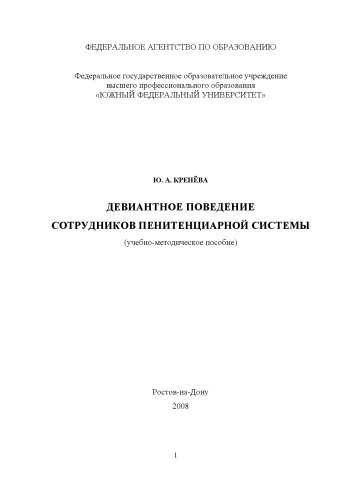 ФЕДЕРАЛЬНОЕ АГЕНТСТВО ПО ОБРАЗОВАНИЮ
Федеральное государственное образовательное учреждение
высшего профессионального образования
«ЮЖНЫЙ ФЕДЕРАЛЬНЫЙ УНИВЕРСИТЕТ»
Ю. А. КРЕНЁВА
ДЕВИАНТНОЕ ПОВЕДЕНИЕ
СОТРУДНИКОВ ПЕНИТЕНЦИАРНОЙ СИСТЕМЫ
(учебно-методическое пособие)
Ростов-на-Дону
2008
1